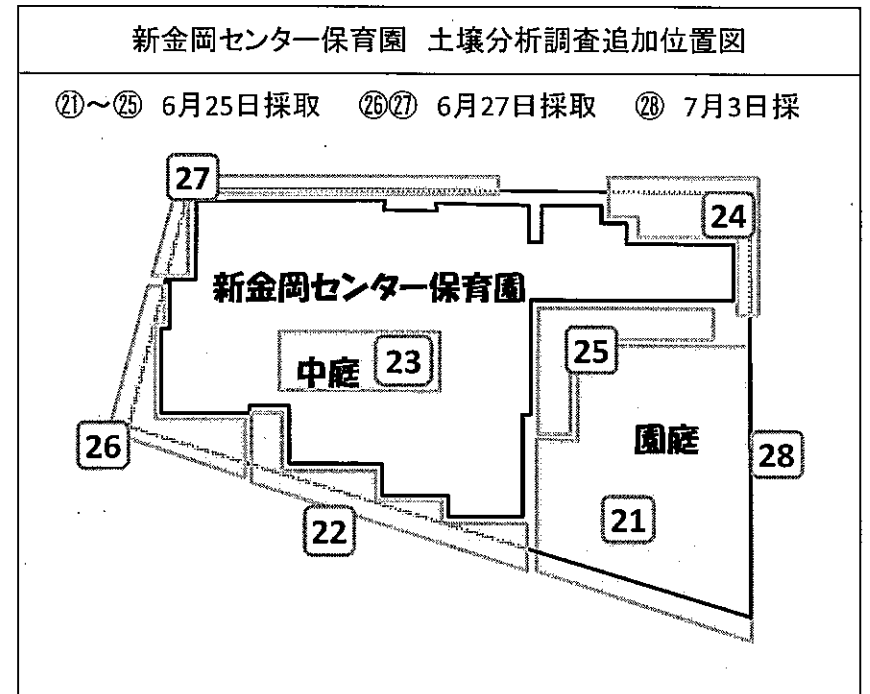 新金岡センター保育園 土壌分析調査追加位置図
㉑～㉕ 6月25日採取 ㉖㉗ 6月27日採取 ㉘ 7月3日採
27
24
新金岡センター保育園
中庭 23
25
園庭
26
28
22
21